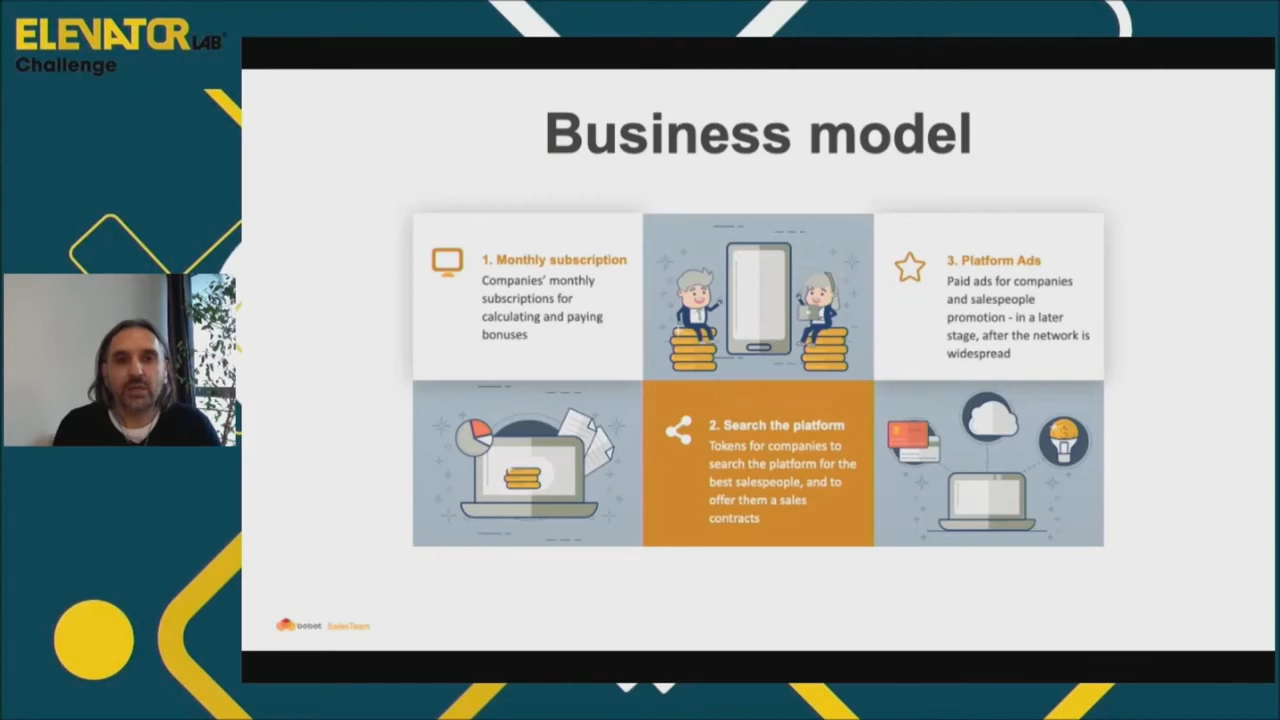 ELEVATOR LAB
Challenge
Business model
1. Monthly subscription
Companies' monthly
subscriptions for
calculating and paying
bonuses
3. Platform Ads
Paid ads for companies
and salespeople
promotion - in a later
stage, after the network is
widespread
2. Search the platform
Tokens for companies to
search the platform for the
best salespeople, and to
offer them a sales
contracts
bobot SalesTeam